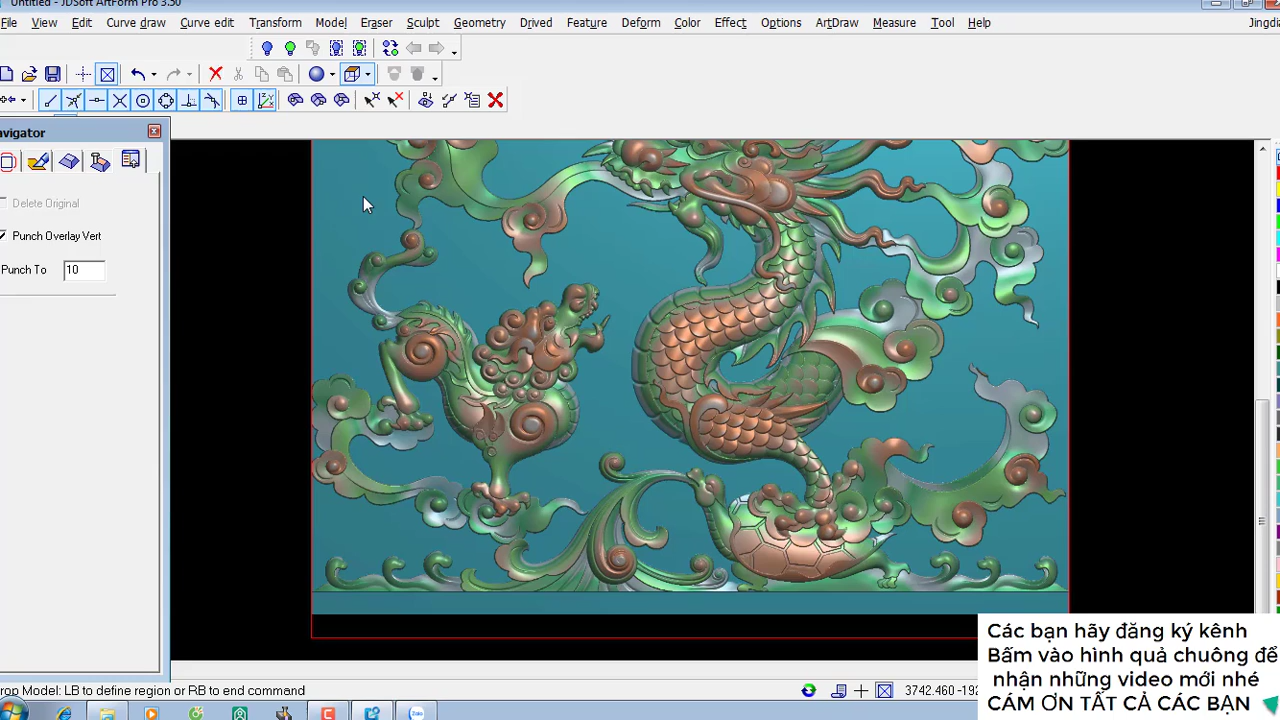 Untitled - JDSoft ArtForm Pro 3.50
File View Edit Curve draw Curve edit Transform Model Eraser Sculpt Geometry Drived Feature Deform Color Effect Options ArtDraw Measure Tool Help Jingdia
avigator
Delete Original
Punch Overlay Vert
Punch To 10
Các bạn hãy đăng ký kênh
Bấm vào hình quả chuông để
nhận những video mới nhé
CÁM ƠN TẤT CẢ CÁC BẠN
rop Model: LB to define region or RB to end command
3742.460 -192